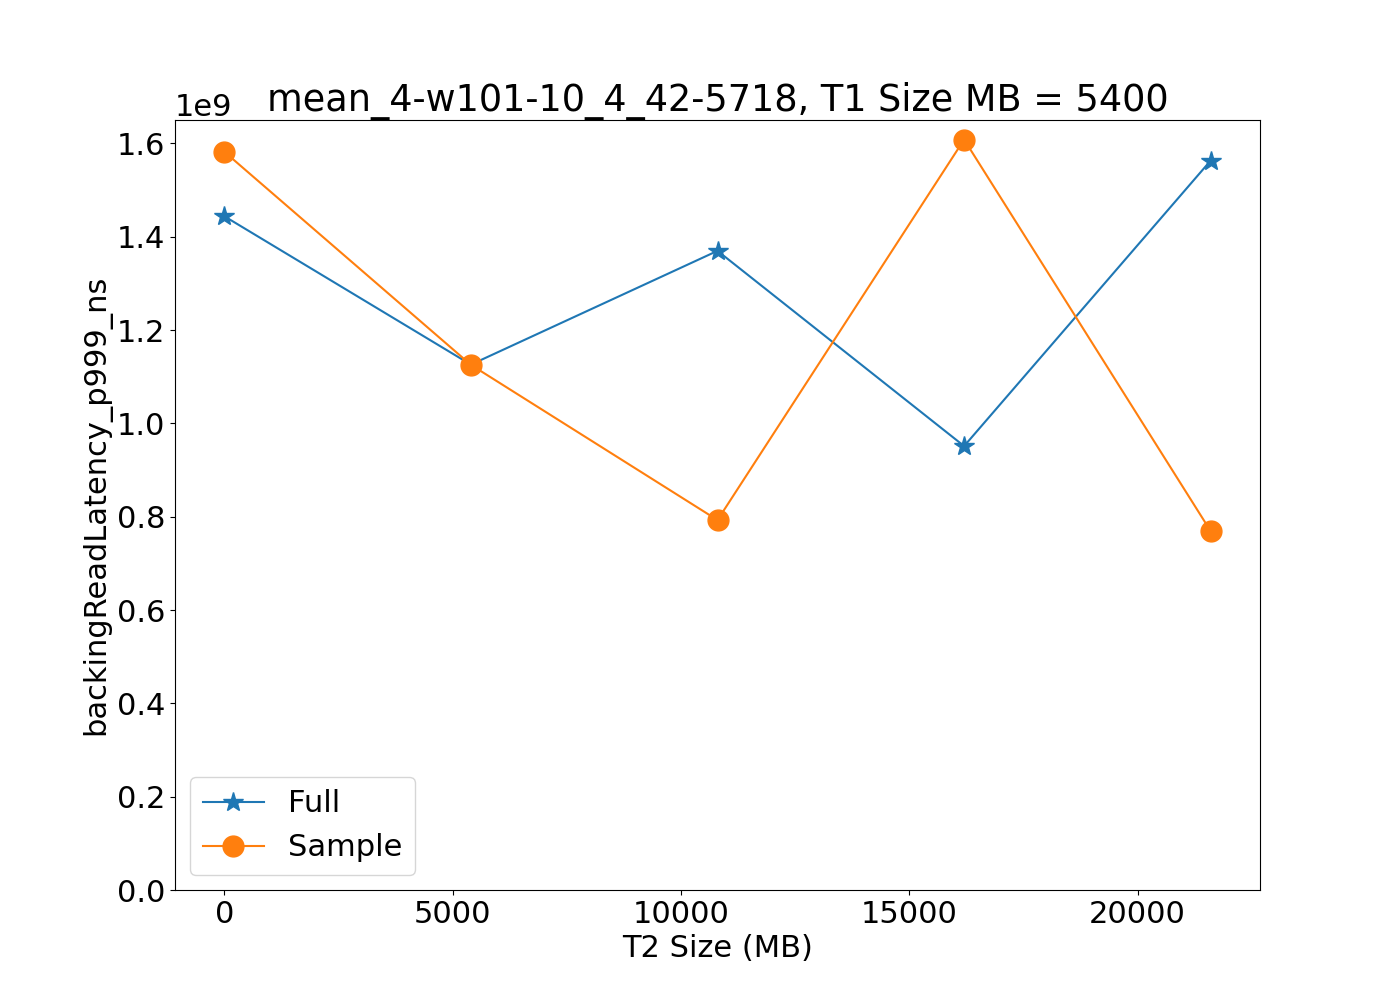 1e9
mean_4-w101-10_4_42-5718, T1 Size MB = 5400
1.6
1.4
1.2
1.0
0.8
0.6
0.4
0.2
0.0
backingReadLatency_p999_ns
Full
Sample
0 5000 10000 15000 20000
T2 Size (MB)